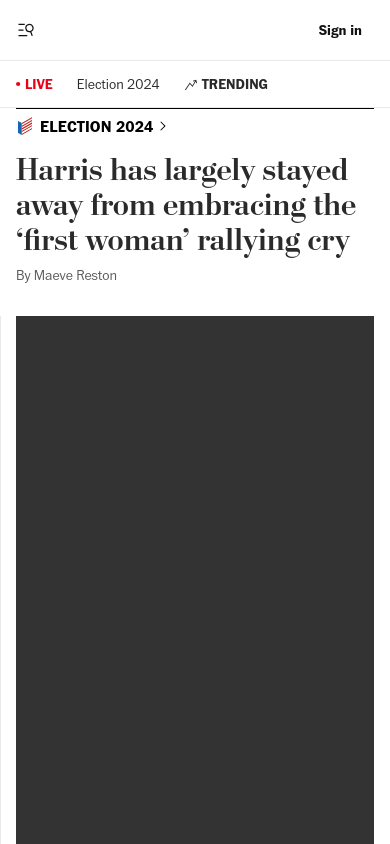 Sign in
LIVE
Election 2024
TRENDING
ELECTION 2024
Harris has largely stayed
away from embracing the
‘first woman’ rallying cry
By Maeve Reston